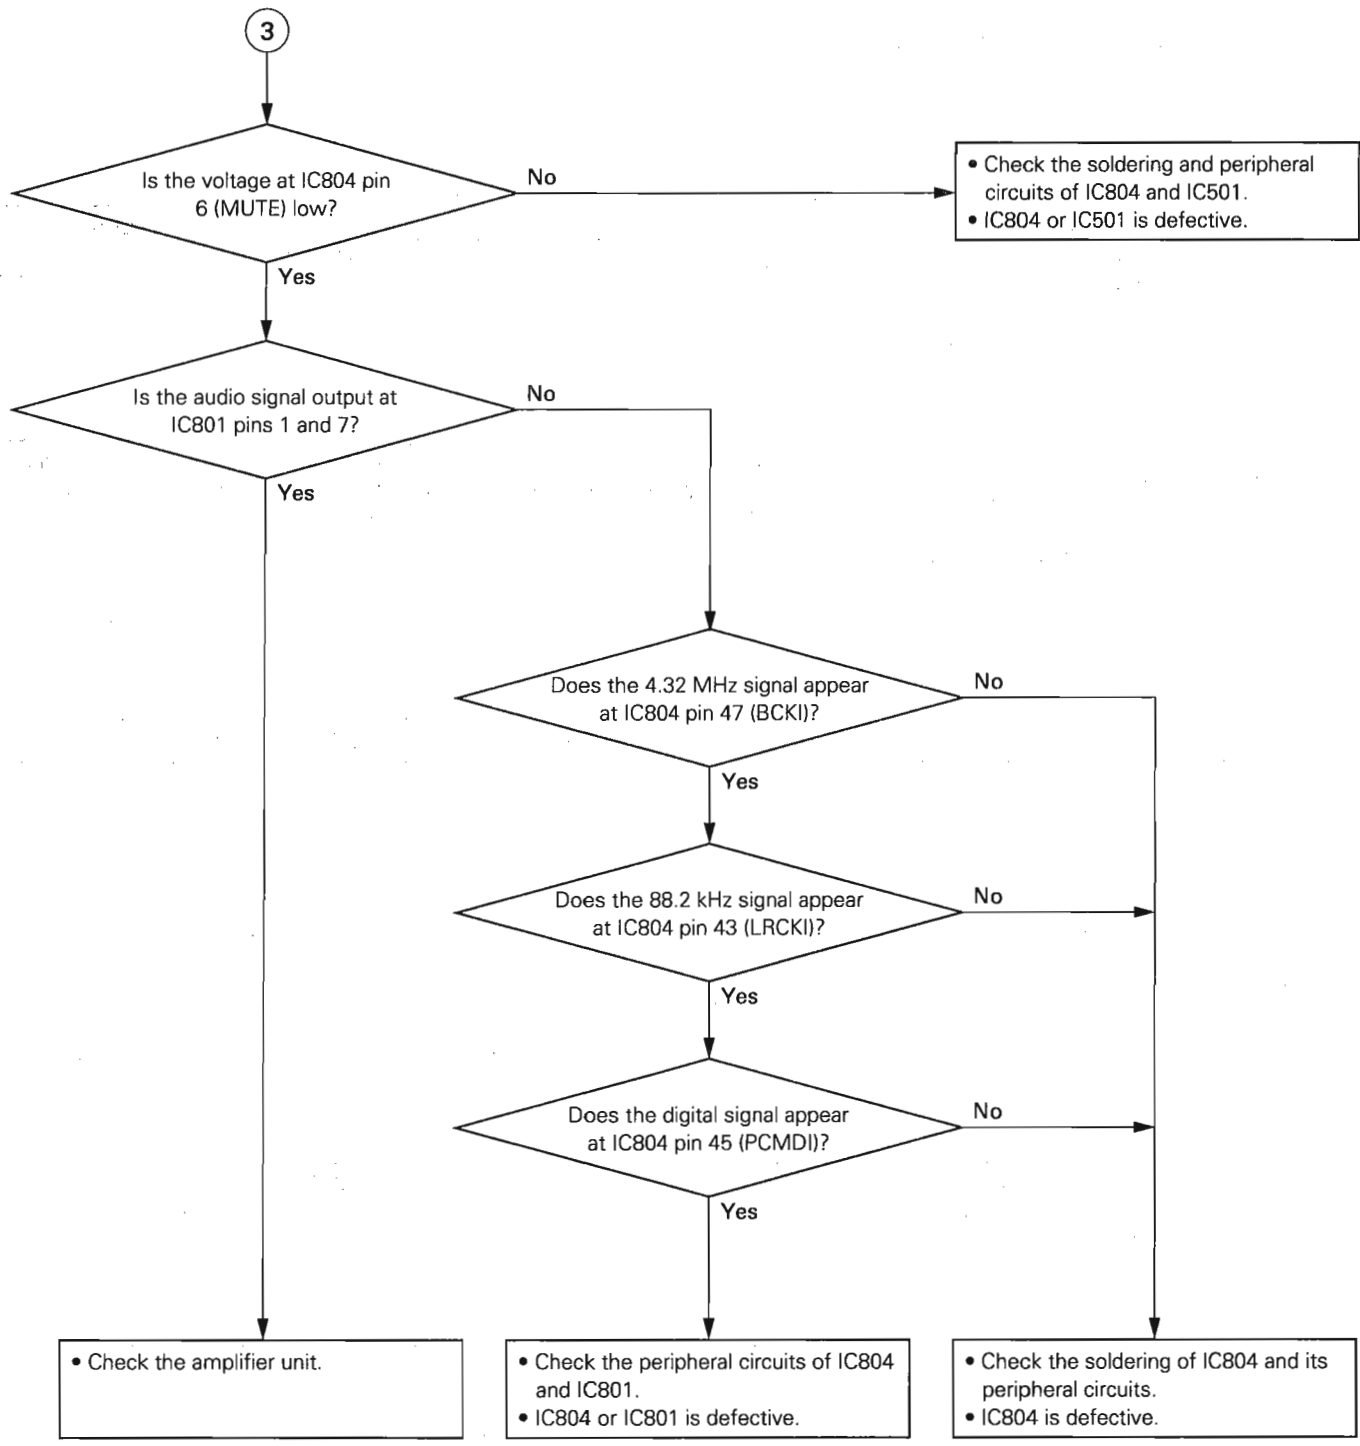 3
Is the voltage at IC804 pin
6 (MUTE) low?
No
• Check the soldering and peripheral
circuits of IC804 and IC501.
• IC804 or IC501 is defective.
Yes
Is the audio signal output at
IC801 pins 1 and 7?
No
Yes
Does the 4.32 MHz signal appear
at IC804 pin 47 (BCKI)?
No
Yes
Does the 88.2 kHz signal appear
at IC804 pin 43 (LRCKI)?
No
Yes
Does the digital signal appear
at IC804 pin 45 (PCMDI)?
No
Yes
• Check the amplifier unit.
• Check the peripheral circuits of IC804
and IC801.
• IC804 or IC801 is defective.
• Check the soldering of IC804 and its
peripheral circuits.
• IC804 is defective.